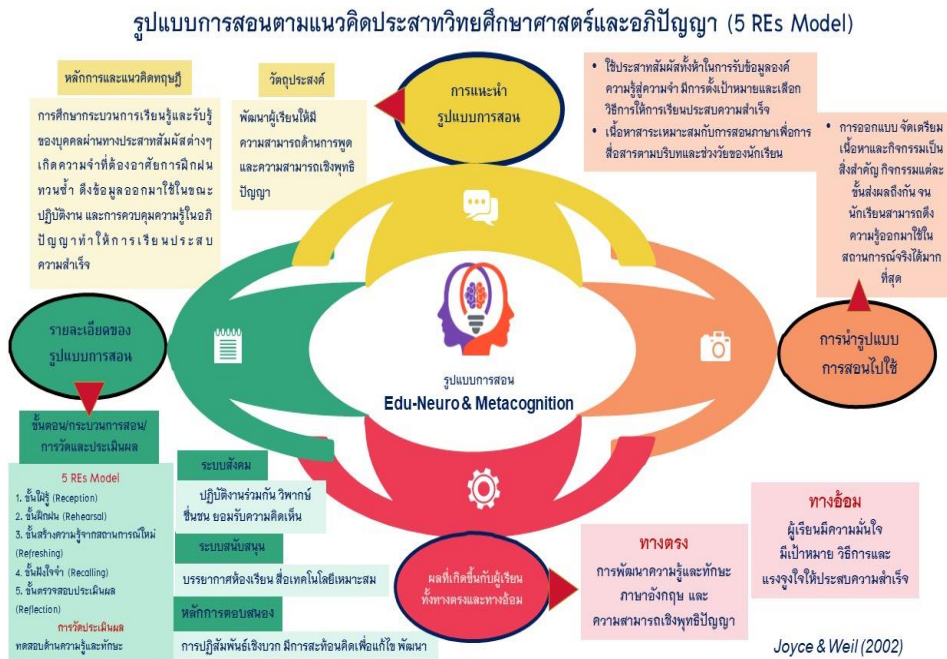 รูปแบบการสอนตามแนวคิดประสาทวิทยศึกษาศาสตร์และอภิปัญญา (5 REs Model)
หลักการและแนวคิดทฤษฎี
การศึกษากระบวนการเรียนรู้และรับรู้
ของบุคคลผ่านทางประสาทสัมผัสต่างๆ
เกิดความจำที่ต้องอาศัยการฝึกฝน
ทวนซ้ำ ดึงข้อมูลออกมาใช้ในขณะ
ปฏิบัติงาน และการควบคุมความรู้ในอภิ
ปัญญาทำให้การเรียนประสบ
ความสำเร็จ
วัตถุประสงค์
พัฒนาผู้เรียนให้มี
ความสามารถด้านการพูด
และความสามารถเชิงพุทธิ
ปัญญา
การแนะนำ
รูปแบบการสอน
• ใช้ประสาทสัมผัสทั้งห้าในการรับข้อมูลองค์
ความรู้สู่ความจำ มีการตั้งเป้าหมายและเลือก
วิธีการให้การเรียนประสบความสำเร็จ
• เนื้อหาสาระเหมาะสมกับการสอนภาษาเพื่อการ
สื่อสารตามบริบทและช่วงวัยของนักเรียน
• การออกแบบ จัดเตรียม
เนื้อหาและกิจกรรมเป็น
สิ่งสำคัญ กิจกรรมแต่ละ
ขั้นส่งผลถึงกัน จน
นักเรียนสามารถดึง
ความรู้ออกมาใช้ใน
สถานการณ์จริงได้มาก
ที่สุด
รายละเอียดของ
รูปแบบการสอน
รูปแบบการสอน
Edu-Neuro & Metacognition
การนำรูปแบบ
การสอนไปใช้
ขั้นตอน/กระบวนการสอน/
การวัดและประเมินผล
5 REs Model
1. ขั้นใฝ่รู้ (Reception)
2. ขั้นฝึกฝน (Rehearsal)
3. ขั้นสร้างความรู้จากสถานการณ์ใหม่
(Refreshing)
4. ขั้นฝังใจจำ (Recalling)
5. ขั้นตรวจสอบประเมินผล
(Reflection)
การวัดประเมินผล
ทดสอบด้านความรู้และทักษะ
ระบบสังคม
ปฏิบัติงานร่วมกัน วิพากษ์
ชื่นชม ยอมรับความคิดเห็น
ระบบสนับสนุน
บรรยากาศห้องเรียน สื่อเทคโนโลยีเหมาะสม
หลักการตอบสนอง
การปฏิสัมพันธ์เชิงบวก มีการสะท้อนคิดเพื่อแก้ไข พัฒนา
ผลที่เกิดขึ้นกับผู้เรียน
ทั้งทางตรงและทางอ้อม
ทางตรง
การพัฒนาความรู้และทักษะ
ภาษาอังกฤษ และ
ความสามารถเชิงพุทธิปัญญา
ทางอ้อม
ผู้เรียนมีความมั่นใจ
มีเป้าหมาย วิธีการและ
แรงจูงใจให้ประสบความสำเร็จ
Joyce & Weil (2002)